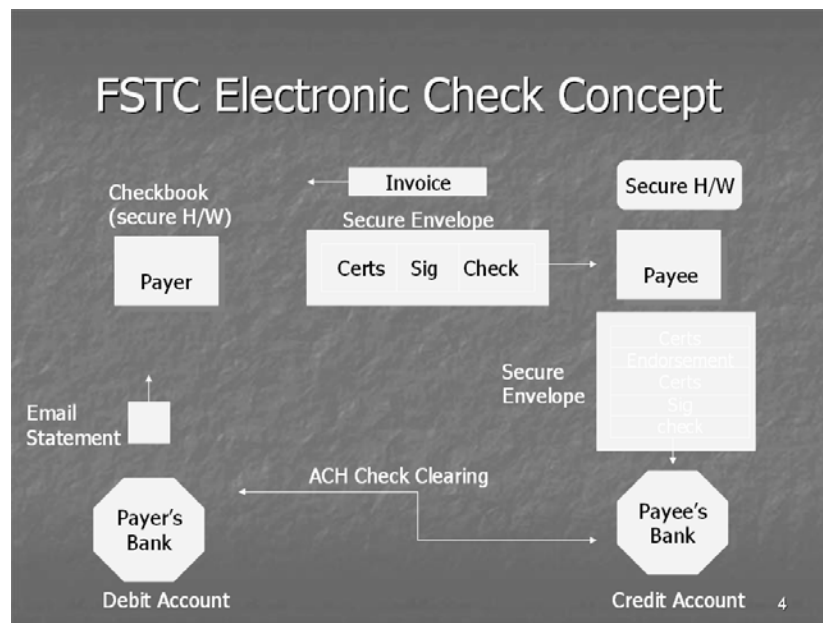 FSTC Electronic Check Concept
Invoice
Secure H/W
Checkbook
(secure H/W)
Secure Envelope
Payer
Certs Sig Check
Payee
Certs
Endorsement
Certs
Sig
check
Secure
Envelope
Email
Statement
ACH Check Clearing
Payer's
Bank
Payee's
Bank
Debit Account
Credit Account
4